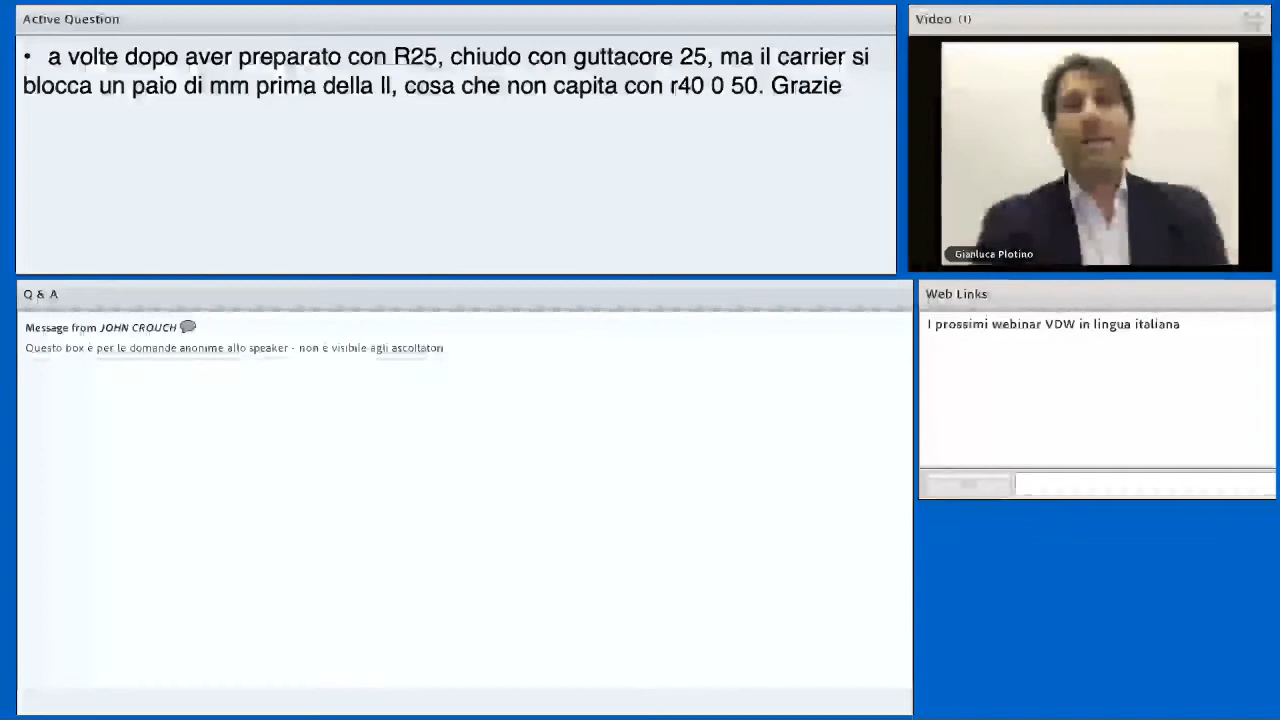 Active Question
• a volte dopo aver preparato con R25, chiudo con guttacore 25, ma il carrier si
blocca un paio di mm prima della ll, cosa che non capita con r40 0 50. Grazie
Video (1)
Gianluca Plotino
Q & A
Message from JOHN CROUCH
Questo box è per le domande anonime allo speaker - non è visibile agli ascoltatori
Web Links
I prossimi webinar VDW in lingua italiana